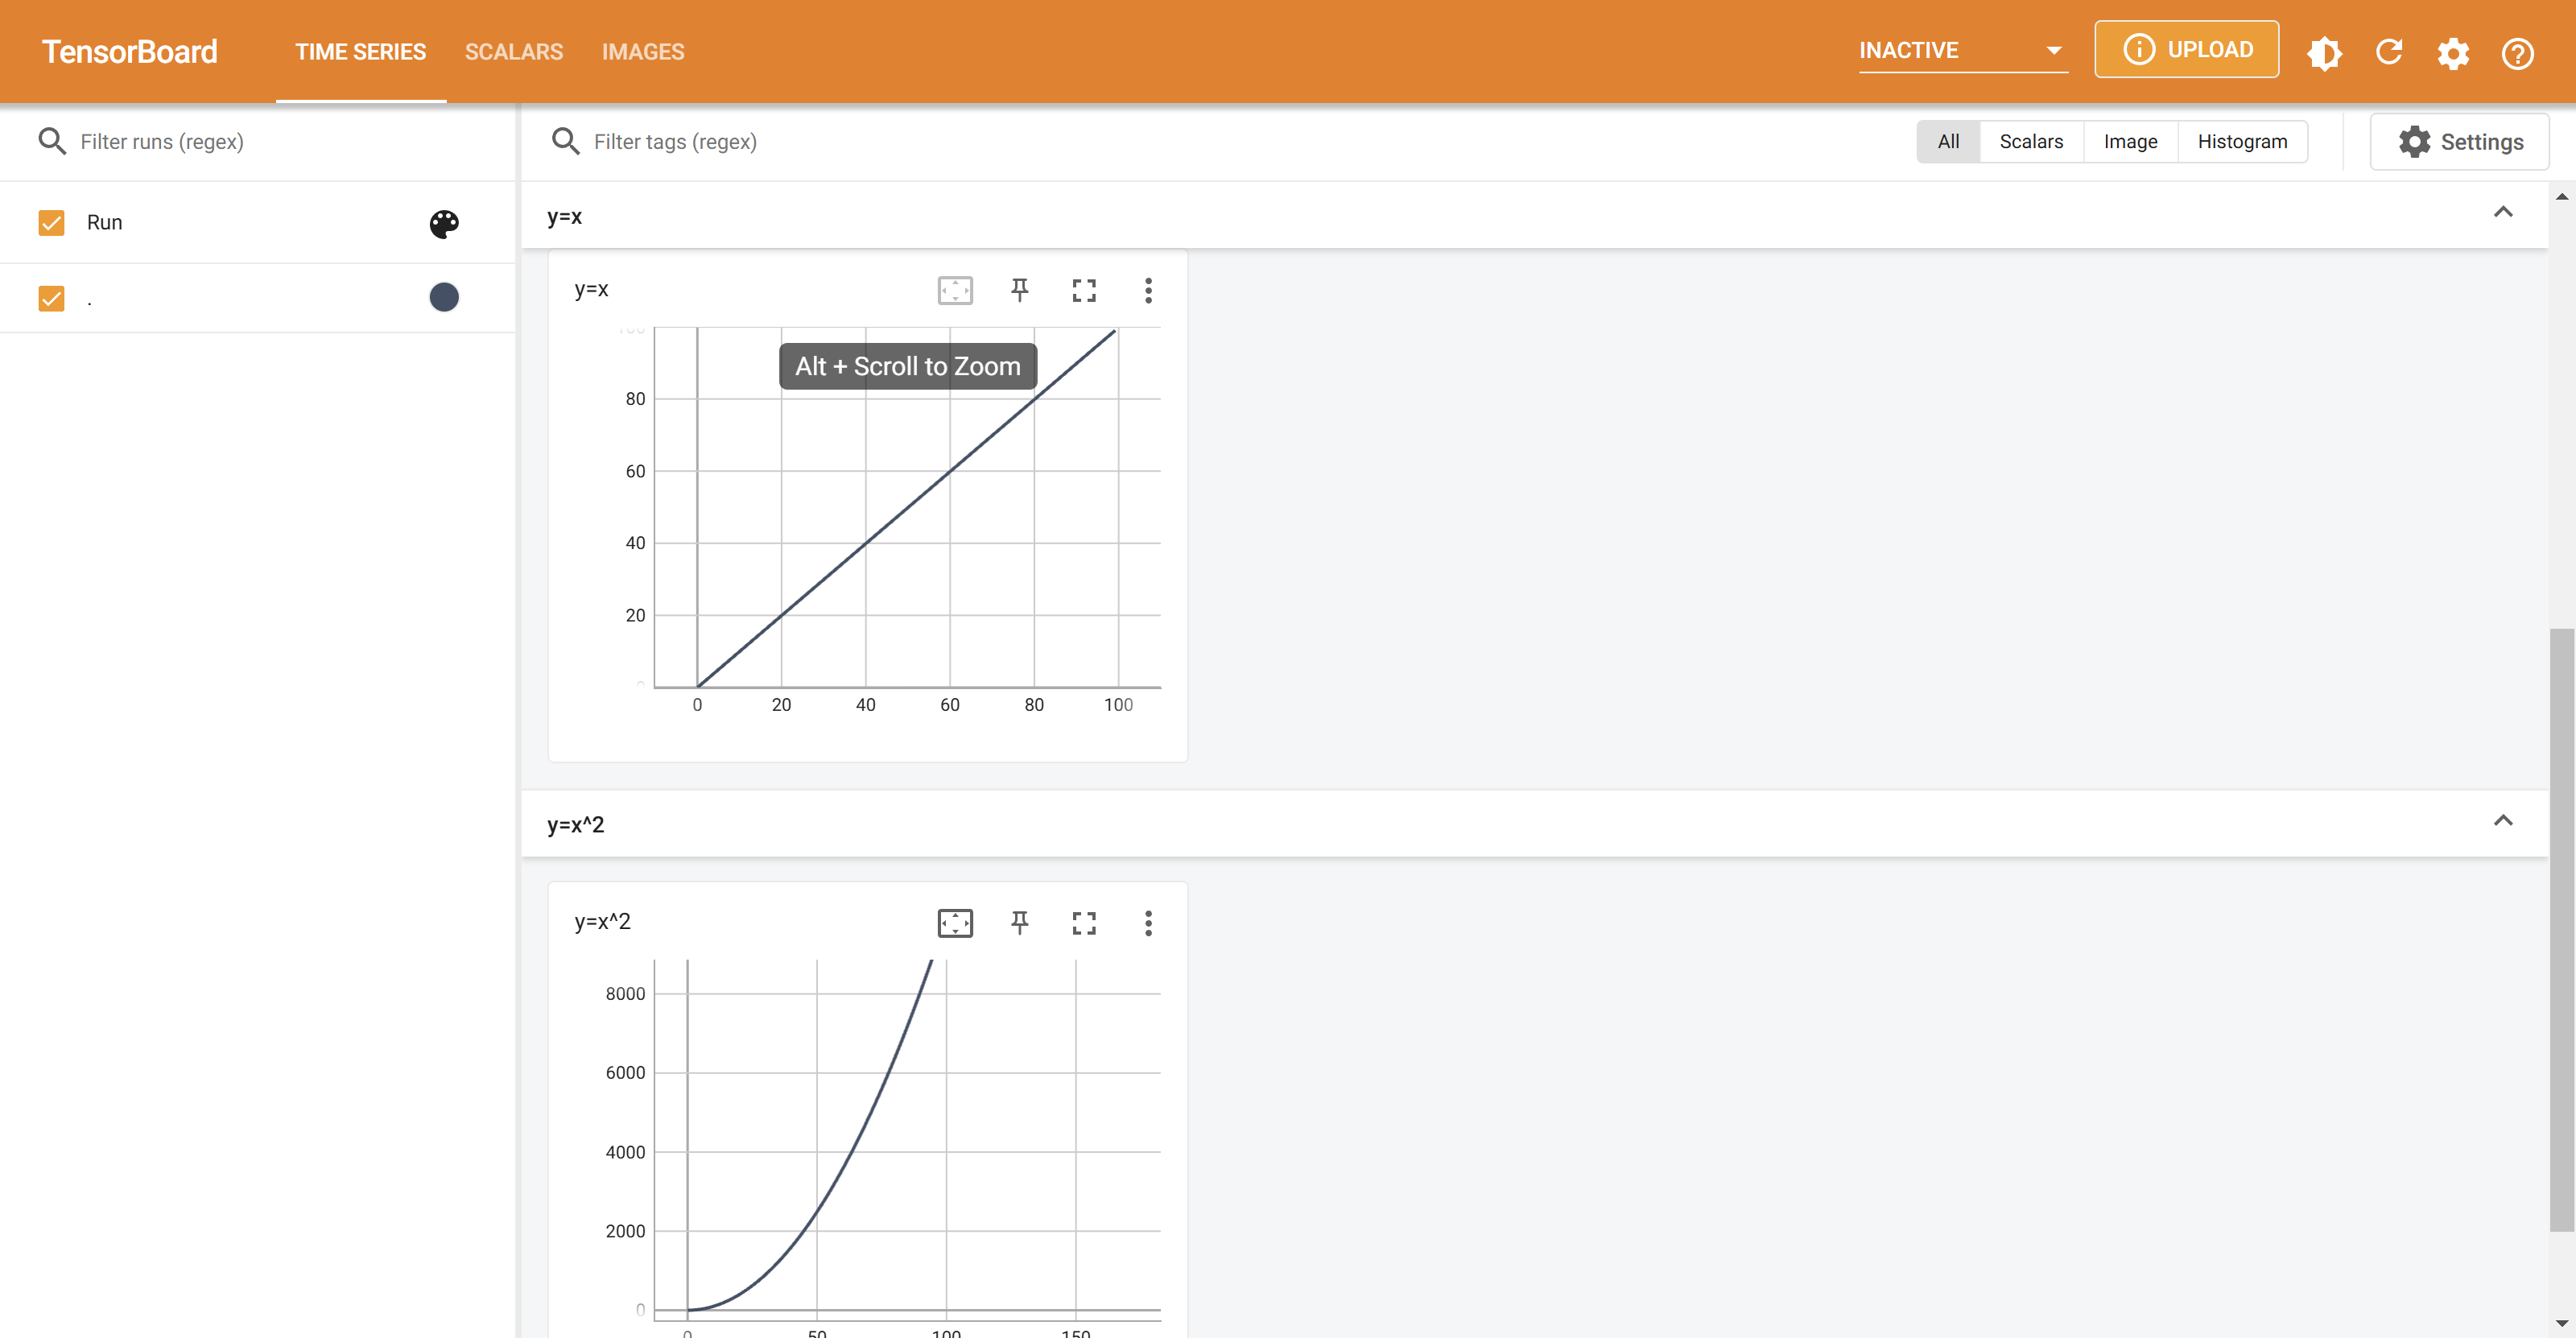 TensorBoard TIME SERIES SCALARS IMAGES INACTIVE UPLOAD
Filter runs (regex) Filter tags (regex) All Scalars Image Histogram Settings
Run
.
y=x
y=x
Alt + Scroll to Zoom
80
60
40
20
0 20 40 60 80 100
y=x^2
y=x^2
8000
6000
4000
2000
0
0 50 100 150